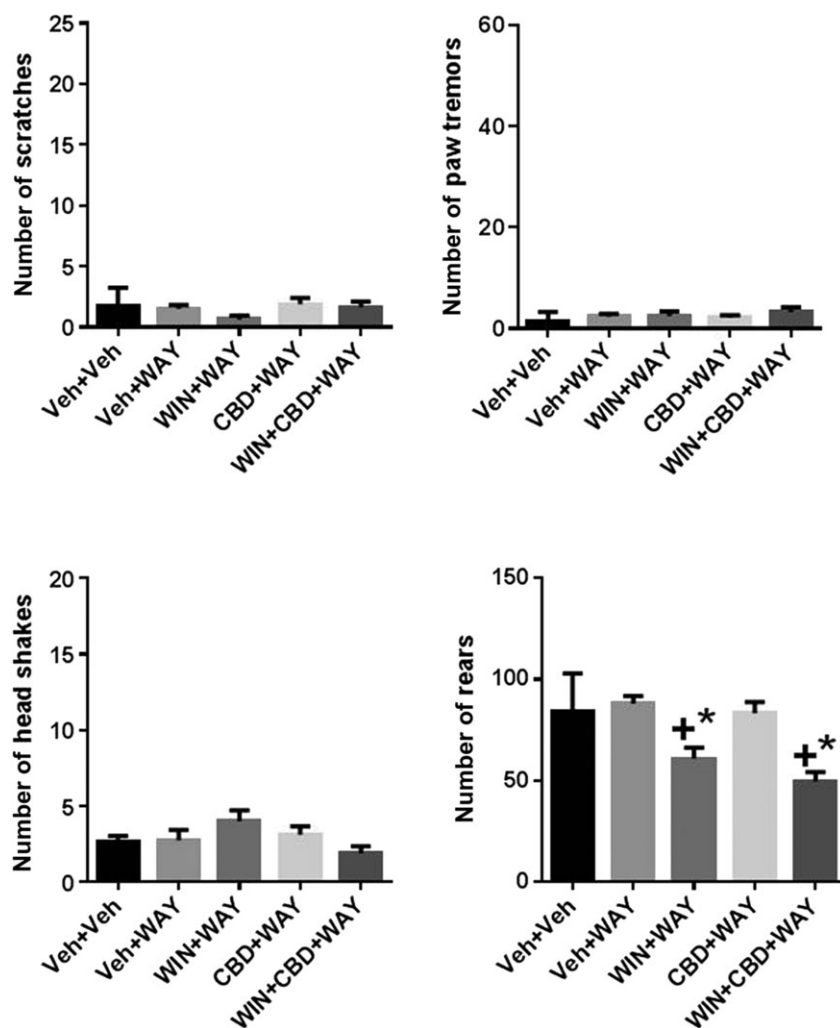 Number of scratches
25
20
15
10
5
0
Veh+Veh
Veh+WAY
WIN+WAY
CBD+WAY
WIN+CBD+WAY
Number of paw tremors
60
40
20
0
Veh+Veh
Veh+WAY
WIN+WAY
CBD+WAY
WIN+CBD+WAY
Number of head shakes
20
15
10
5
0
Veh+Veh
Veh+WAY
WIN+WAY
CBD+WAY
WIN+CBD+WAY
Number of rears
150
100
50
0
+*
+*
Veh+Veh
Veh+WAY
WIN+WAY
CBD+WAY
WIN+CBD+WAY